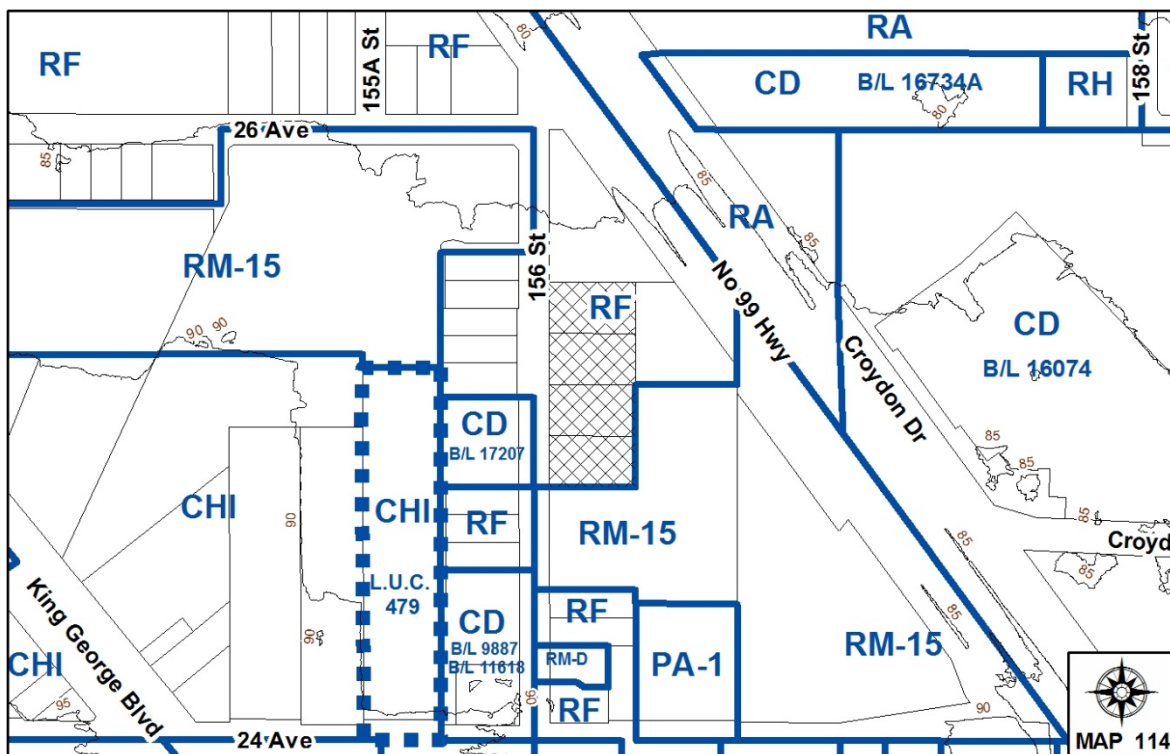 80
RA
RF
155A St
RF
CD
B/L 16734A
RH
158 St
80
26 Ave
85
85
RA
85
RM-15
156 St
RF
No 99 Hwy
90
90
Croydon Dr
CD
B/L 16074
CD
B/L 17207
85
85
CHI
CHI
90
RF
RM-15
85
85
Croyd
85
L.U.C.
479
King George Blvd
CD
B/L 9887
B/L 11618
RF
85
90
RM-D
PA-1
RM-15
CHI
95
90
RF
90
24 Ave
MAP 114